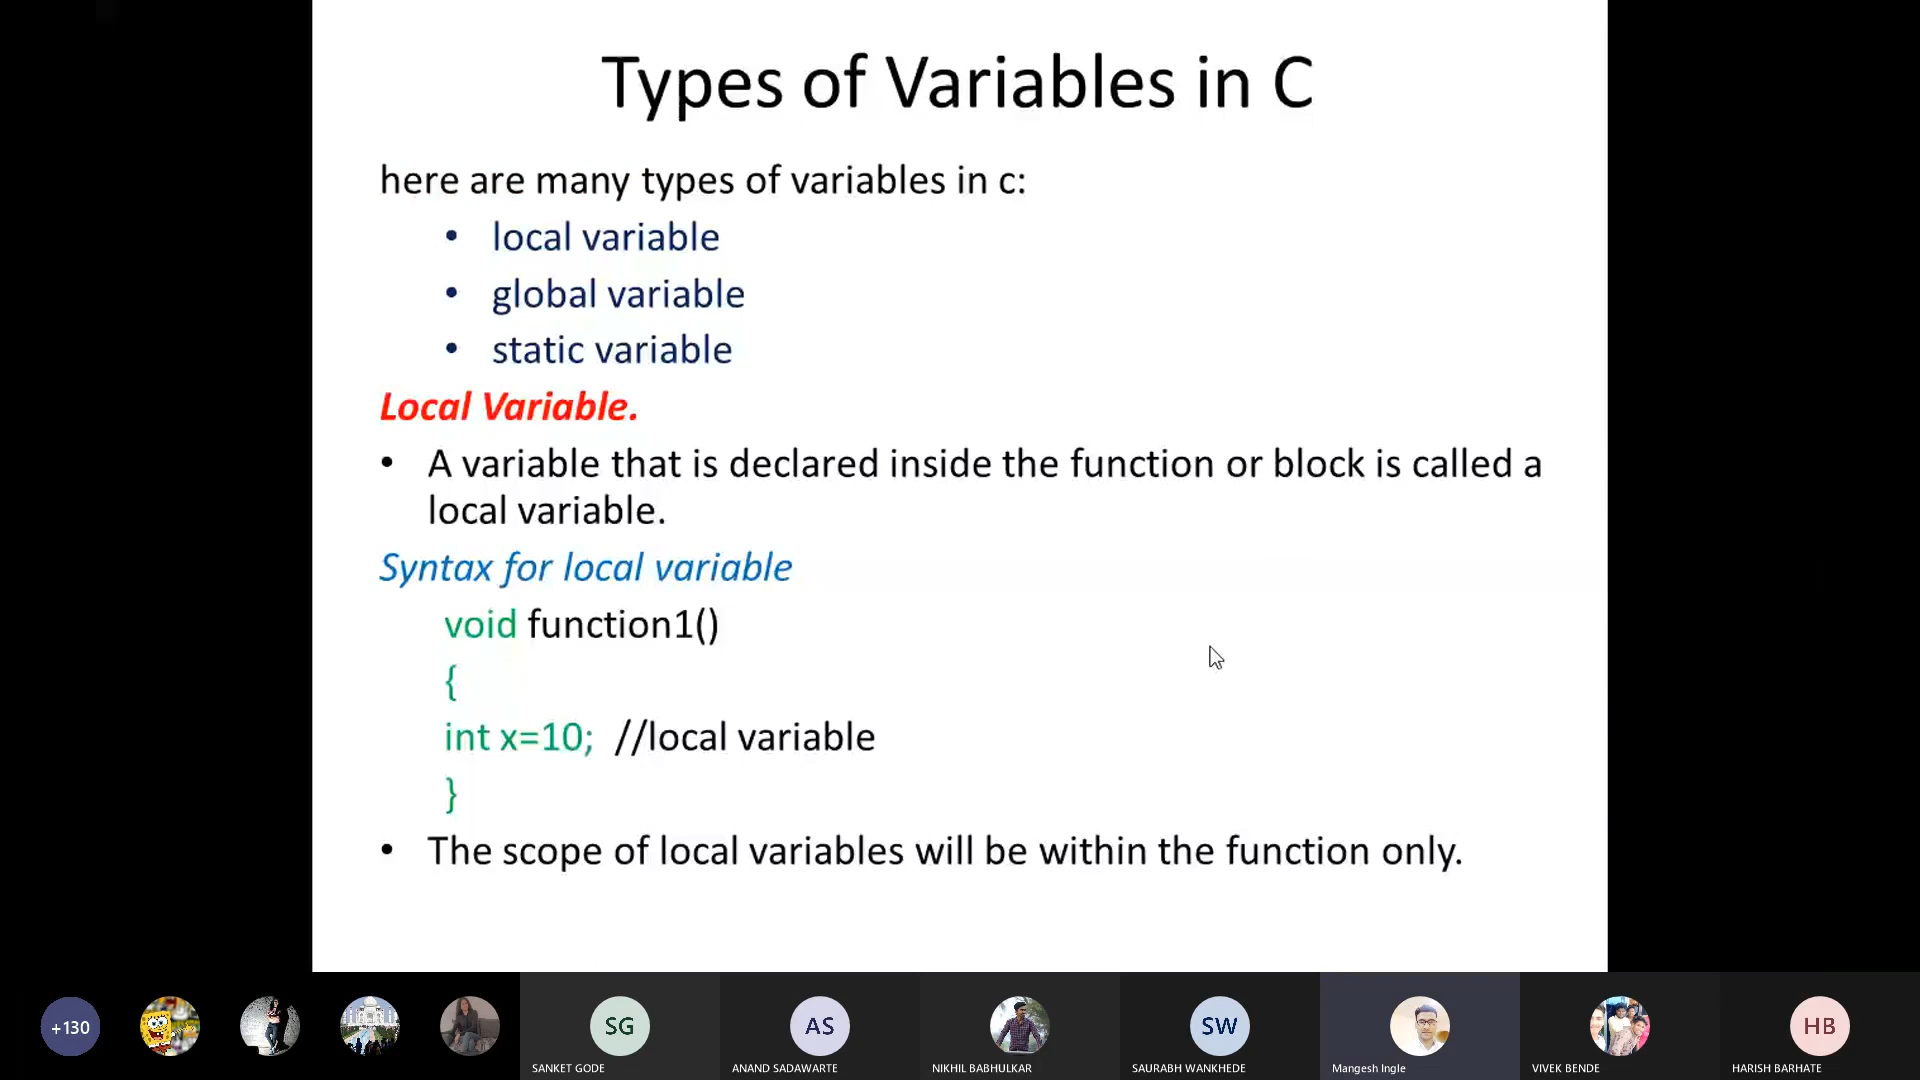 Types of Variables in C
here are many types of variables in c:
• local variable
• global variable
• static variable
Local Variable.
• A variable that is declared inside the function or block is called a
local variable.
Syntax for local variable
void function1()
{
int x=10; //local variable
}
• The scope of local variables will be within the function only.
+130
SG
AS
SW
HB
SANKET GODE
ANAND SADAWARTE
NIKHIL BABHULKAR
SAURABH WANKHEDE
Mangesh Ingle
VIVEK BENDE
HARISH BARHATE